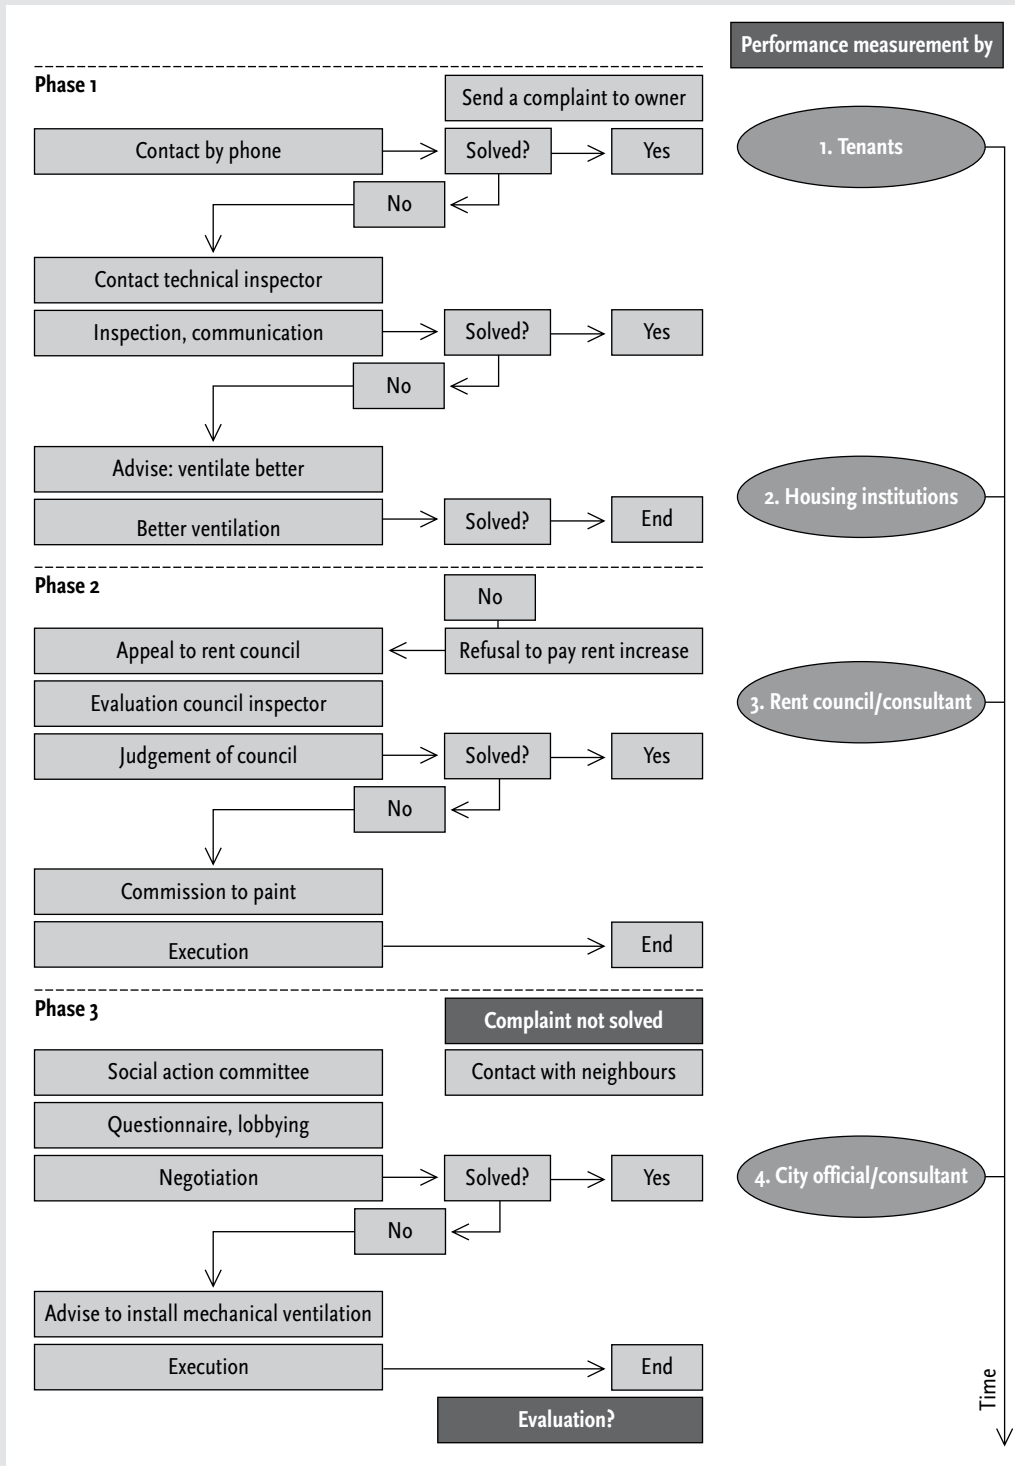 Performance measurement by
Phase 1
Send a complaint to owner
Contact by phone
Solved?
Yes
1. Tenants
No
Contact technical inspector
Inspection, communication
Solved?
Yes
No
Advise: ventilate better
2. Housing institutions
Better ventilation
Solved?
End
Phase 2
No
Appeal to rent council
Refusal to pay rent increase
Evaluation council inspector
3. Rent council/consultant
Judgement of council
Solved?
Yes
No
Commission to paint
Execution
End
Phase 3
Complaint not solved
Social action committee
Contact with neighbours
Questionnaire, lobbying
Negotiation
Solved?
Yes
4. City official/consultant
No
Advise to install mechanical ventilation
Execution
End
Time
Evaluation?